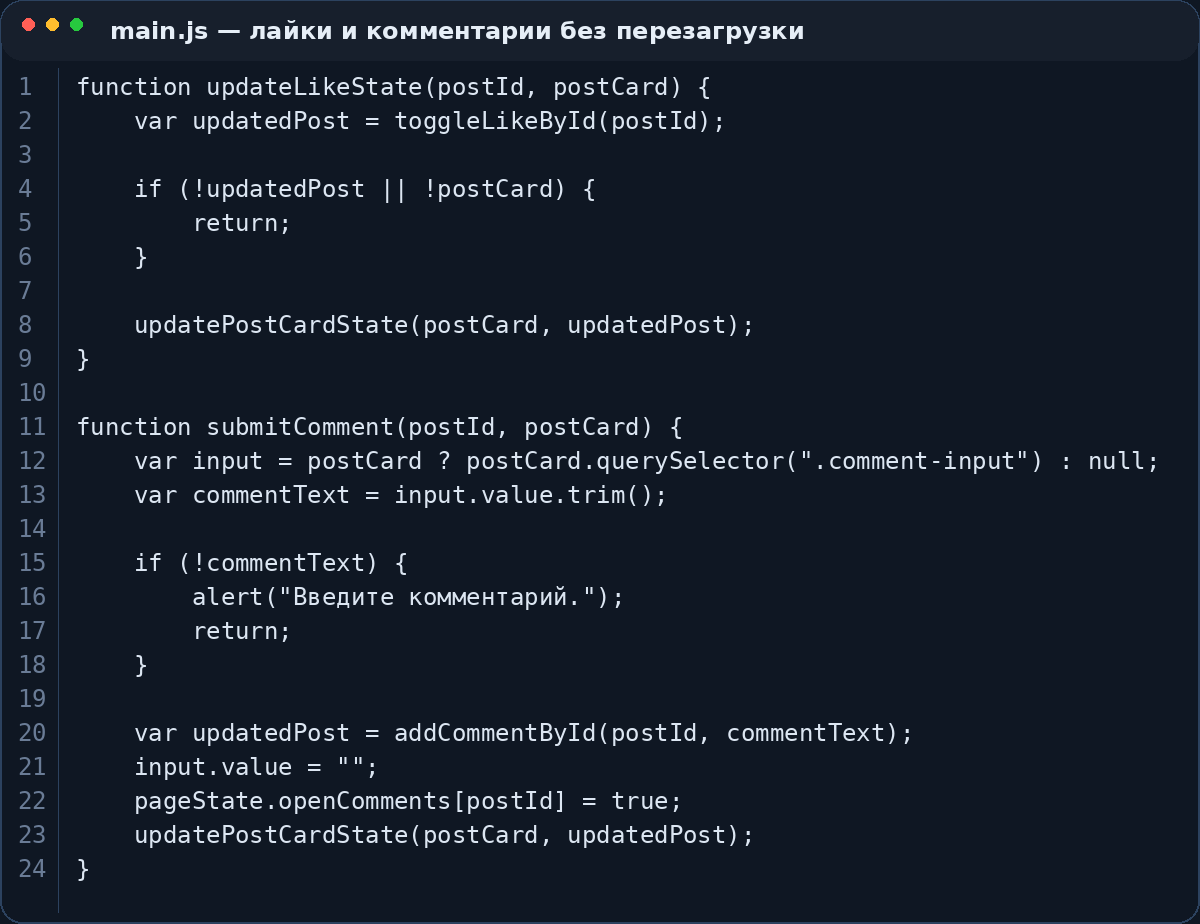 main.js — лайки и комментарии без перезагрузки
1 function updateLikeState(postId, postCard) {
2     var updatedPost = toggleLikeById(postId);
3
4     if (!updatedPost || !postCard) {
5         return;
6     }
7
8     updatePostCardState(postCard, updatedPost);
9 }
10
11 function submitComment(postId, postCard) {
12     var input = postCard ? postCard.querySelector(".comment-input") : null;
13     var commentText = input.value.trim();
14
15     if (!commentText) {
16         alert("Введите комментарий.");
17         return;
18     }
19
20     var updatedPost = addCommentById(postId, commentText);
21     input.value = "";
22     pageState.openComments[postId] = true;
23     updatePostCardState(postCard, updatedPost);
24 }